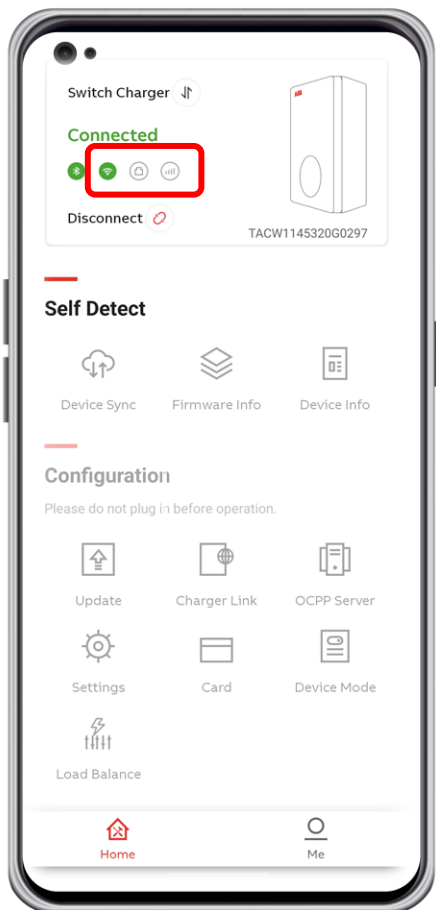 Switch Charger
Connected
Disconnect
TACW1145320G0297
Self Detect
Device Sync Firmware Info Device Info
Configuration
Please do not plug in before operation.
Update Charger Link OCPP Server
Settings Card Device Mode
Load Balance
Home Me